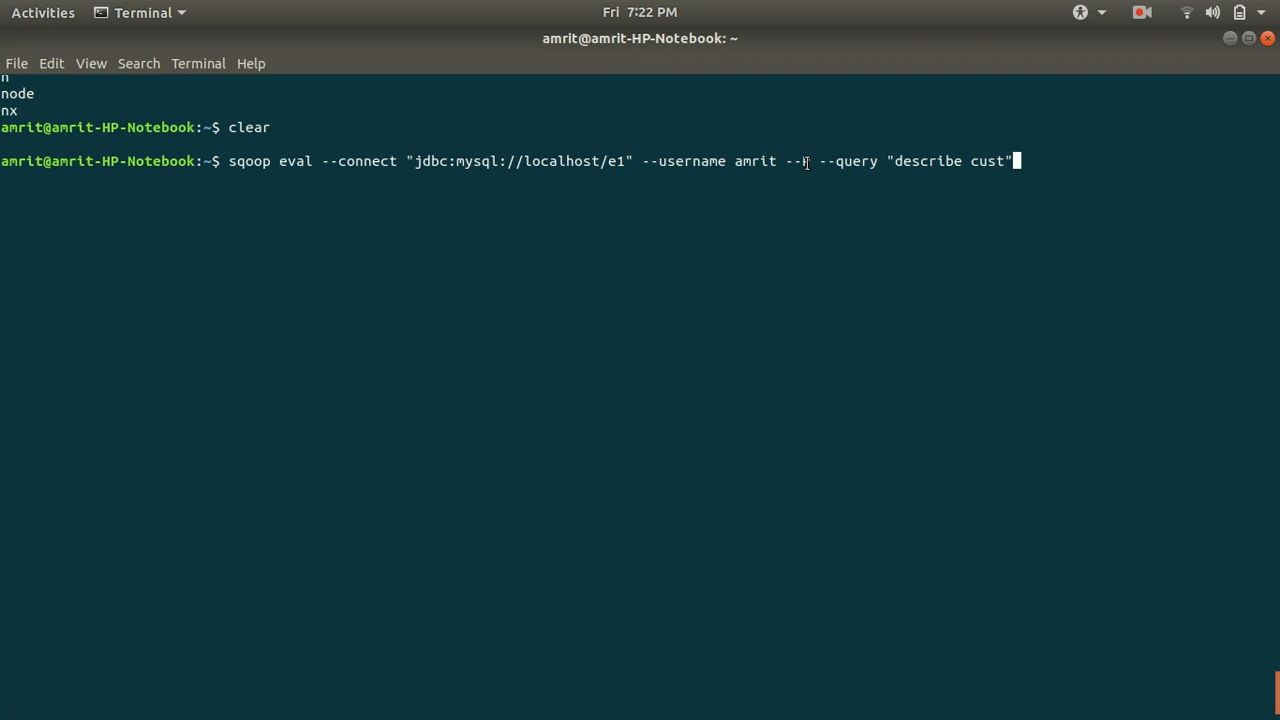 Activities Terminal Fri 7:22 PM
amrit@amrit-HP-Notebook: ~
File Edit View Search Terminal Help
n
node
nx
amrit@amrit-HP-Notebook:~$ clear
amrit@amrit-HP-Notebook:~$ sqoop eval --connect "jdbc:mysql://localhost/e1" --username amrit --query "describe cust"